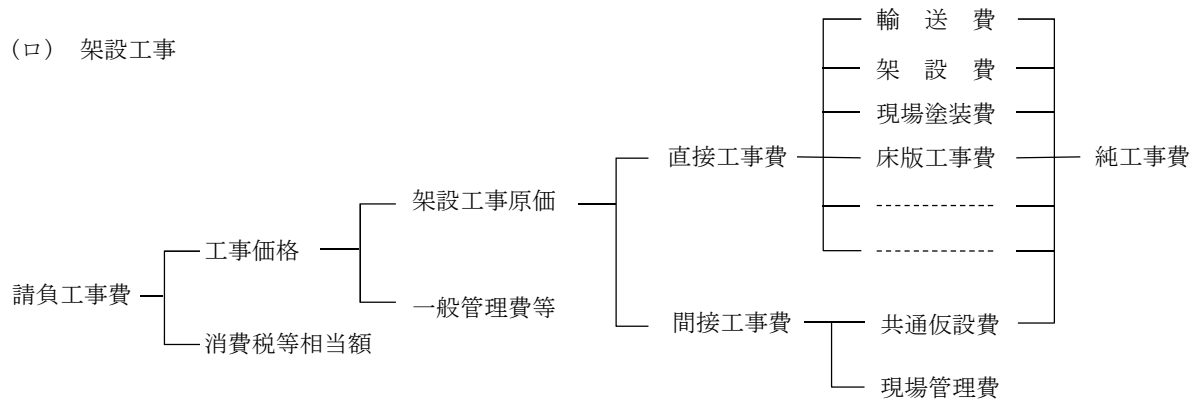 (ロ) 架設工事
輸 送 費
架 設 費
現場塗装費
直接工事費
床版工事費
純工事費
架設工事原価
工事価格
請負工事費
一般管理費等
間接工事費
共通仮設費
消費税等相当額
現場管理費